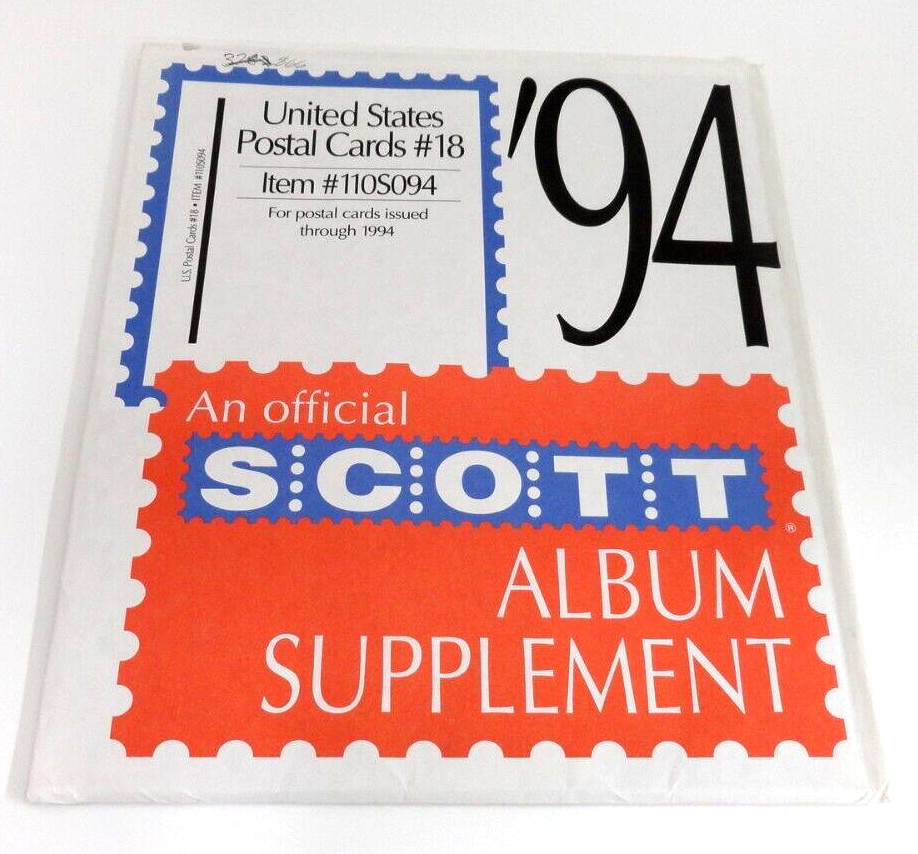 United States
Postal Cards #18
Item #110S094
For postal cards issued
through 1994
U.S. Postal Cards #18 • ITEM #110S094
'94
An official
SCOTT
®
ALBUM
SUPPLEMENT